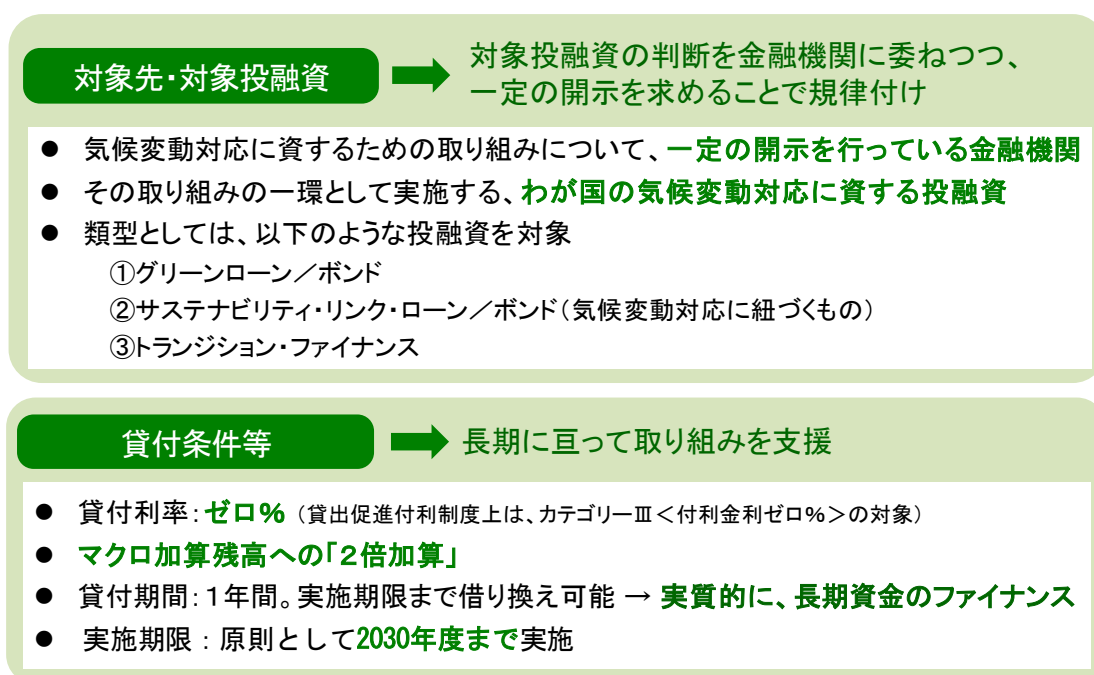 対象先・対象投融資
対象投融資の判断を金融機関に委ねつつ、
一定の開示を求めることで規律付け
● 気候変動対応に資するための取り組みについて、一定の開示を行っている金融機関
● その取り組みの一環として実施する、わが国の気候変動対応に資する投融資
● 類型としては、以下のような投融資を対象
①グリーンローン／ボンド
②サステナビリティ・リンク・ローン／ボンド（気候変動対応に紐づくもの）
③トランジション・ファイナンス
貸付条件等
長期に亘って取り組みを支援
● 貸付利率：ゼロ％（貸出促進付利制度上は、カテゴリーⅢ＜付利金利ゼロ％＞の対象）
● マクロ加算残高への「２倍加算」
● 貸付期間：１年間。実施期限まで借り換え可能 → 実質的に、長期資金のファイナンス
● 実施期限：原則として2030年度まで実施